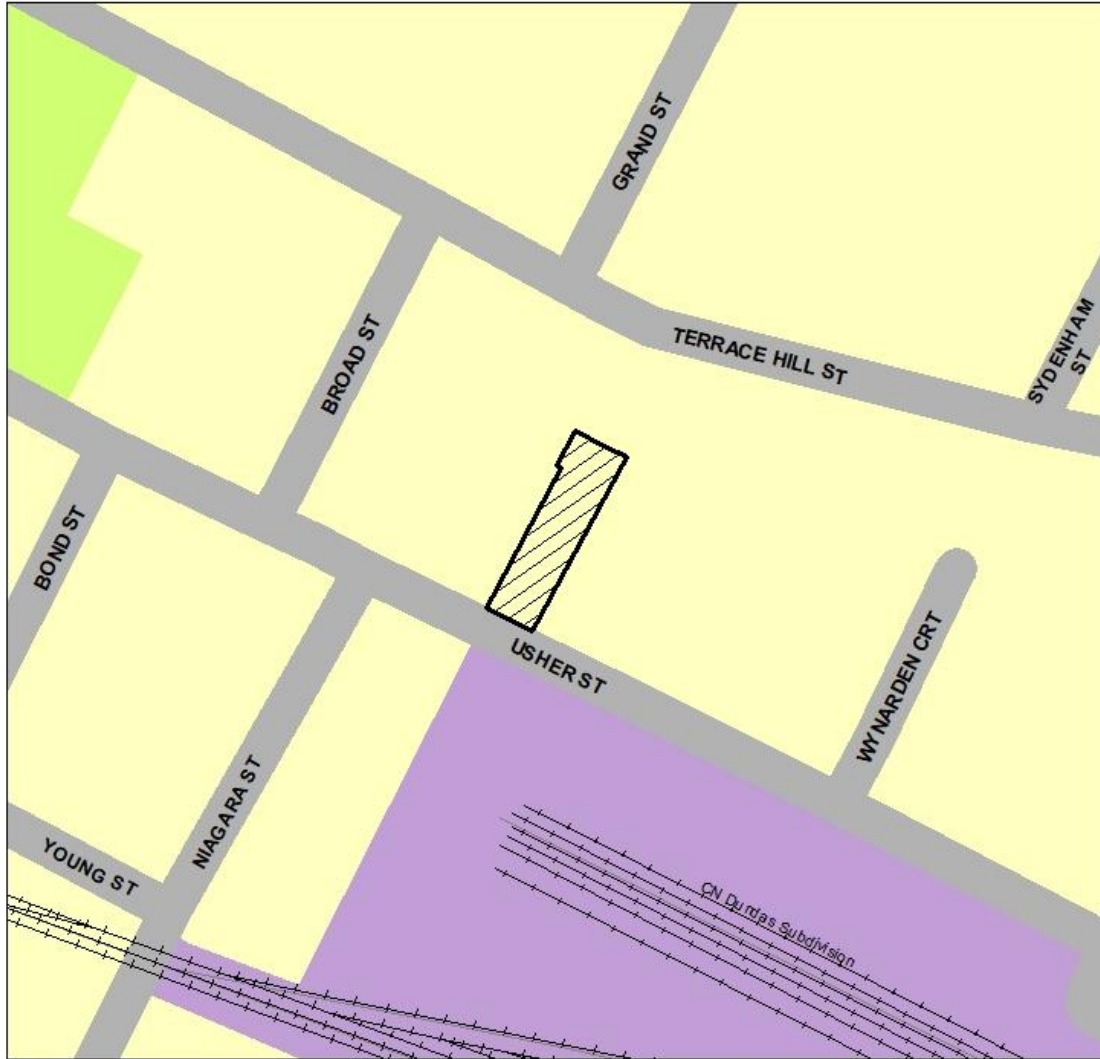 GRAND ST
TERRACE HILL ST
SYDENHAM
ST
BROAD ST
BOND ST
USHER ST
WYNARDEN CRT
NIAGARA ST
YOUNG ST
CN Dundas Subdivision